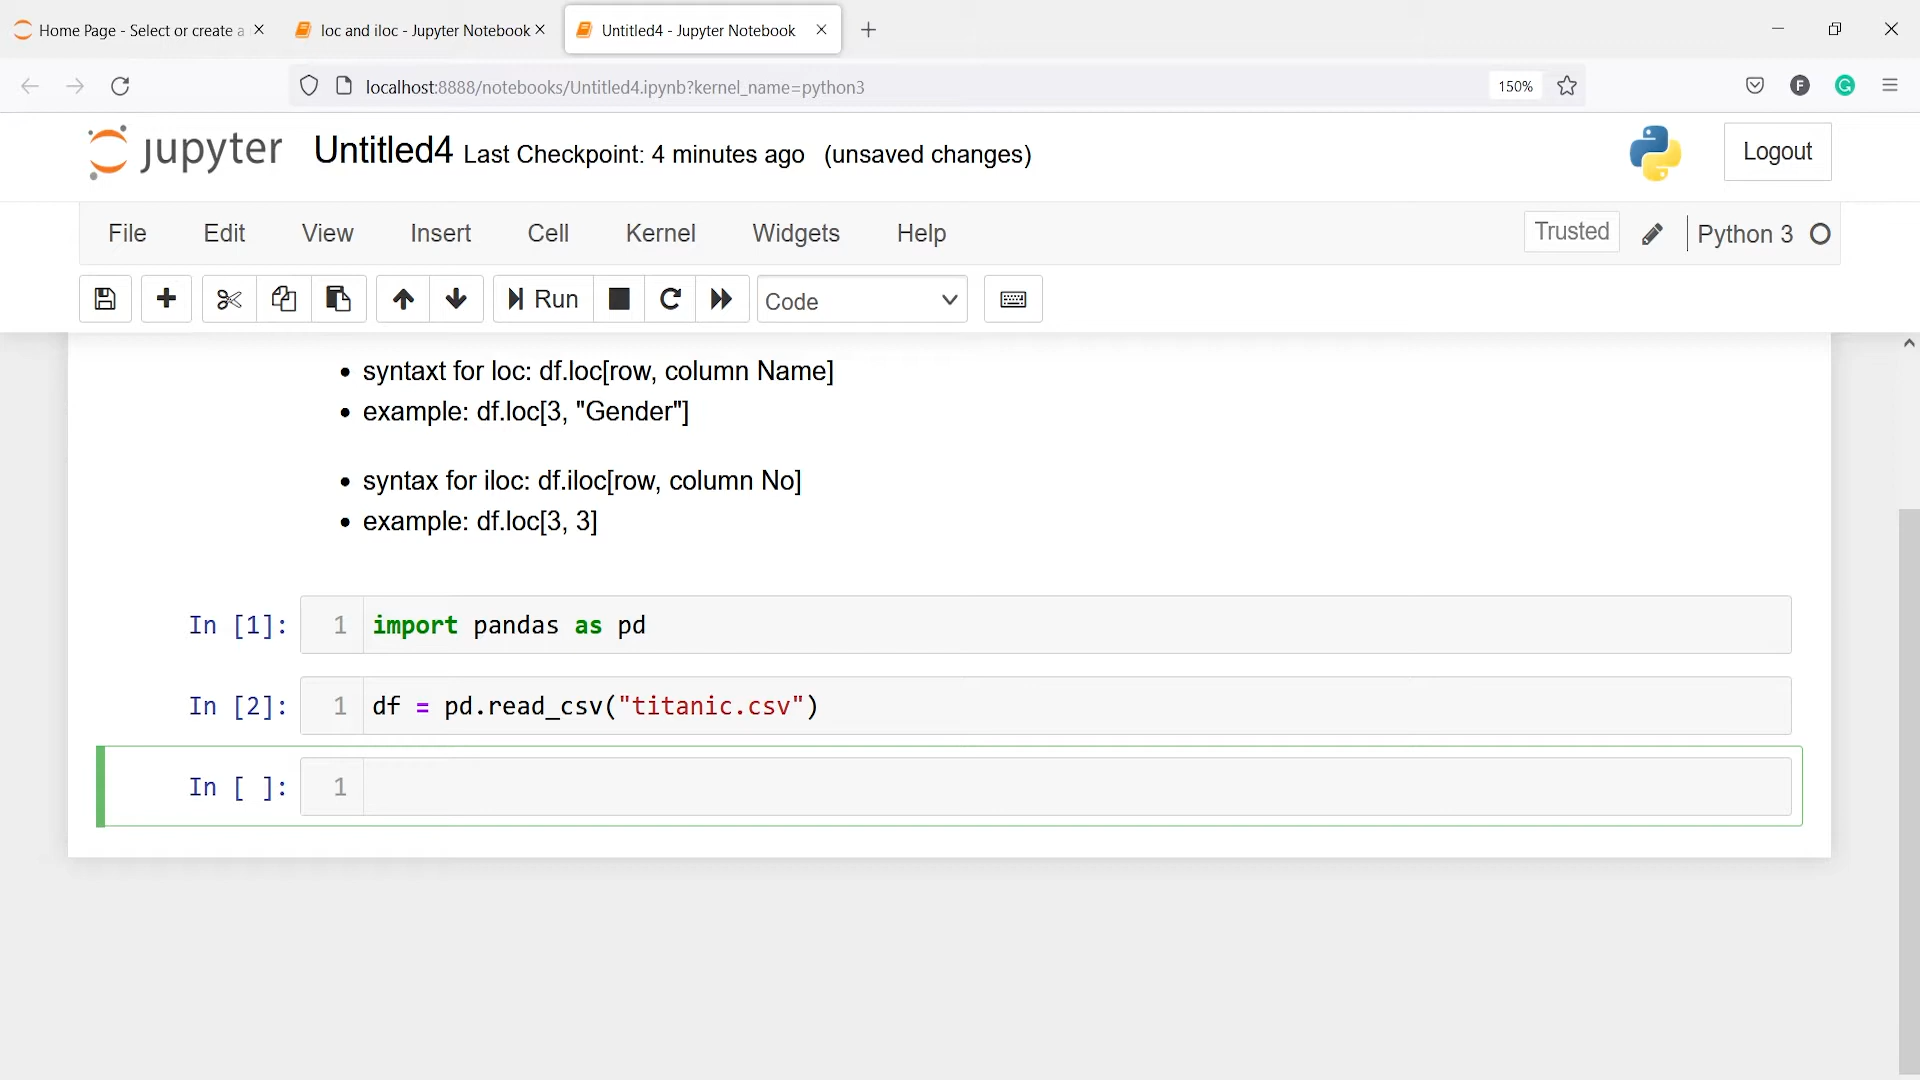 Home Page - Select or create a
loc and iloc - Jupyter Notebook
Untitled4 - Jupyter Notebook
localhost:8888/notebooks/Untitled4.ipynb?kernel_name=python3
150%
F
G
jupyter
Untitled4 Last Checkpoint: 4 minutes ago (unsaved changes)
Logout
File Edit View Insert Cell Kernel Widgets Help
Trusted
Python 3
Run
Code
• syntaxt for loc: df.loc[row, column Name]
• example: df.loc[3, "Gender"]
• syntax for iloc: df.iloc[row, column No]
• example: df.loc[3, 3]
In [1]: 1 import pandas as pd
In [2]: 1 df = pd.read_csv("titanic.csv")
In [ ]: 1